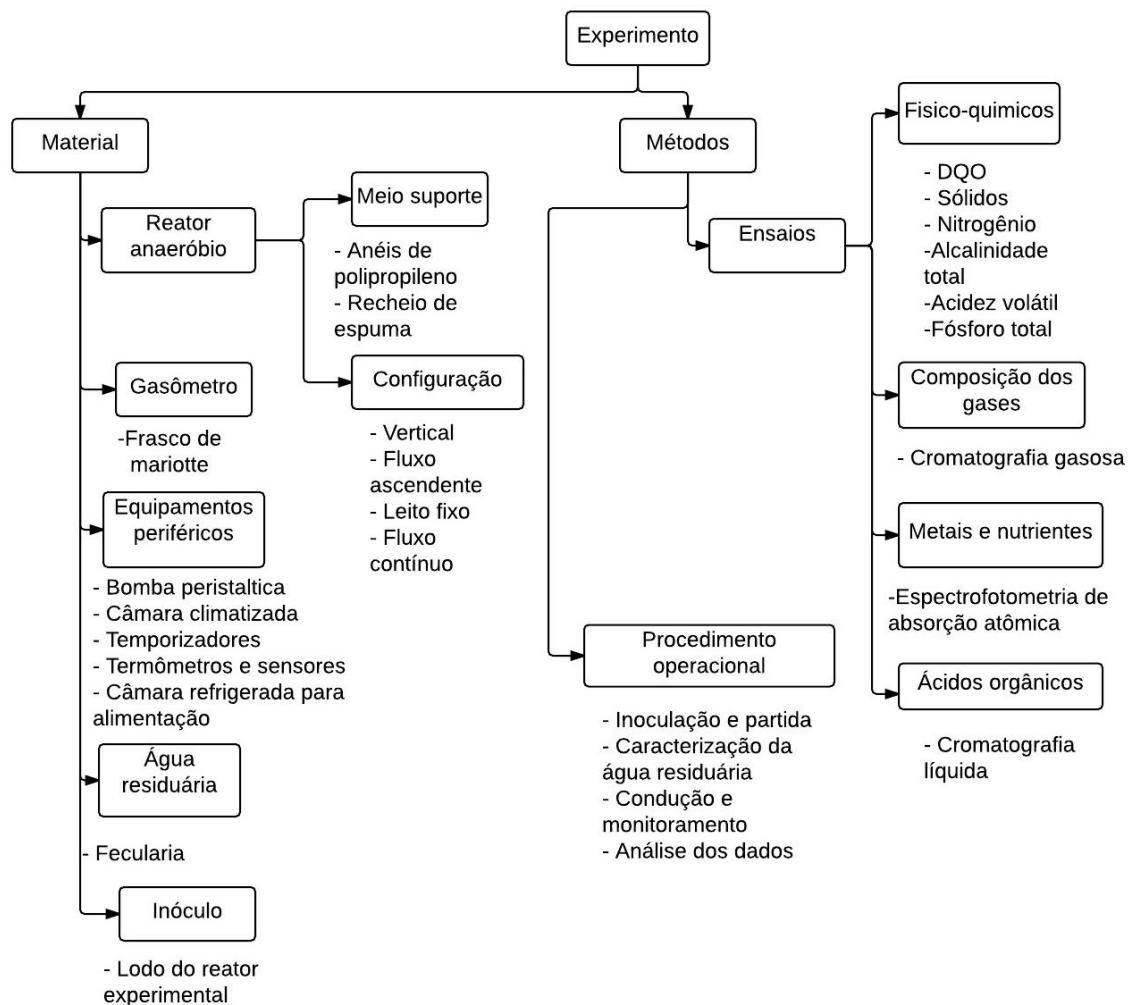 Experimento
Material
Reator
anaeróbio
Meio suporte
- Anéis de
polipropileno
- Recheio de
espuma
Configuração
- Vertical
- Fluxo
ascendente
- Leito fixo
- Fluxo
contínuo
Gasômetro
-Frasco de
mariotte
Equipamentos
periféricos
- Bomba peristaltica
- Câmara climatizada
- Temporizadores
- Termômetros e sensores
- Câmara refrigerada para
alimentação
Água
residuária
- Fecularia
Inóculo
- Lodo do reator
experimental
Métodos
Ensaios
Fisico-quimicos
- DQO
- Sólidos
- Nitrogênio
-Alcalinidade
total
-Acidez volátil
-Fósforo total
Composição dos
gases
- Cromatografia gasosa
Metais e nutrientes
-Espectrofotometria de
absorção atômica
Ácidos orgânicos
- Cromatografia
líquida
Procedimento
operacional
- Inoculação e partida
- Caracterização da
água residuária
- Condução e
monitoramento
- Análise dos dados